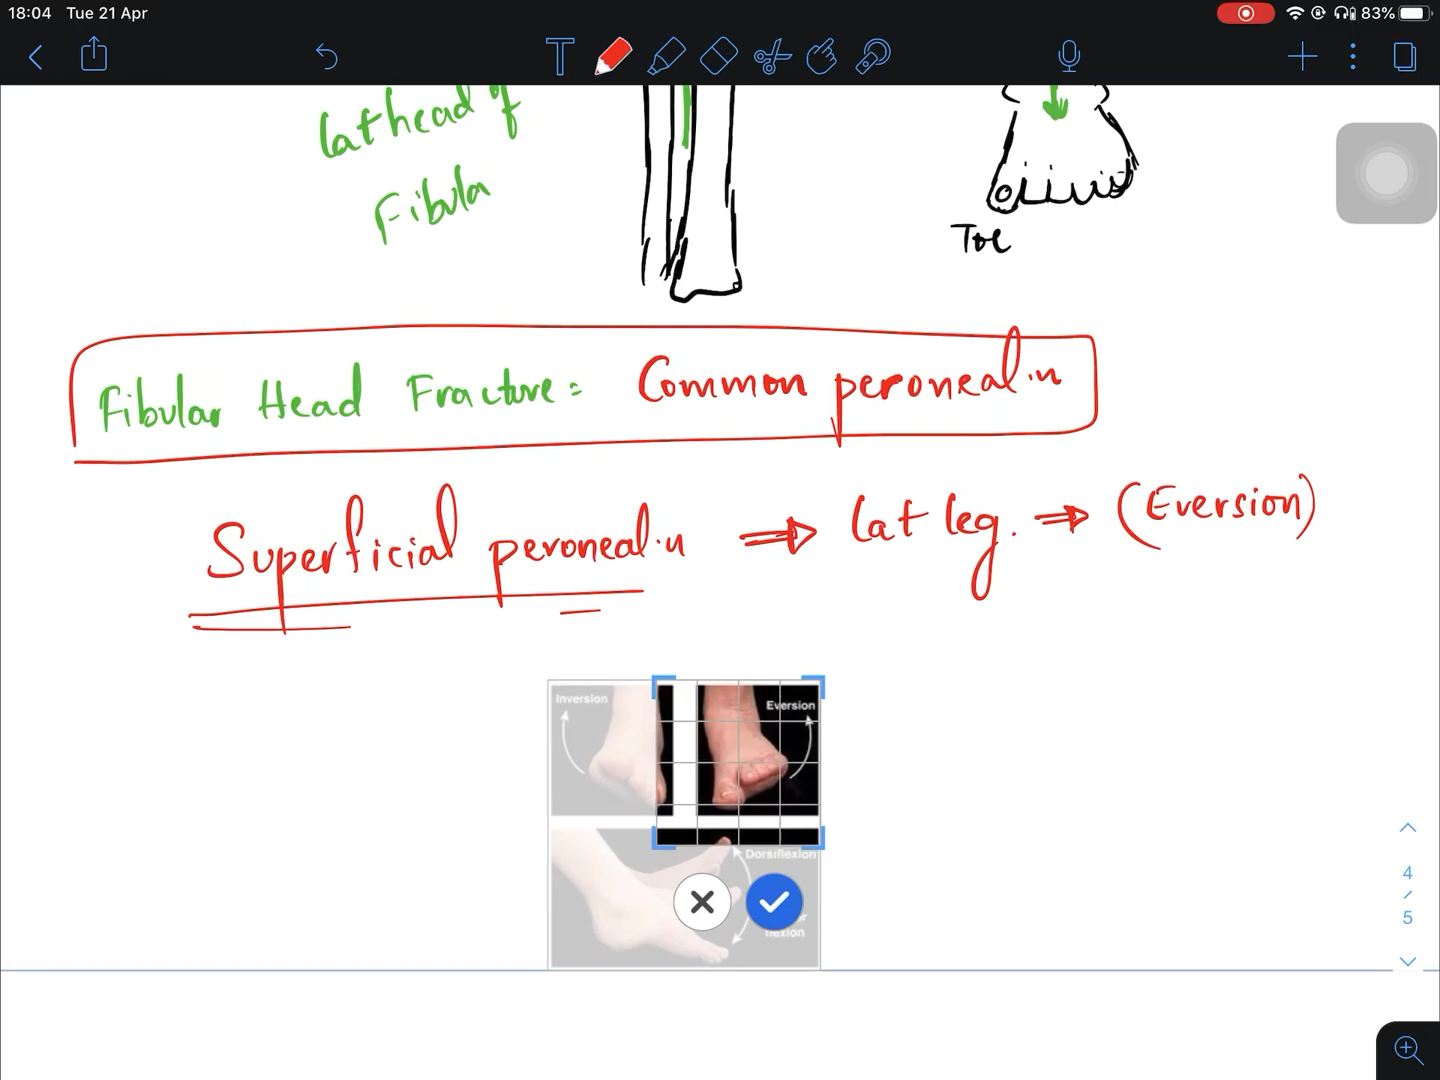 18:04 Tue 21 Apr 83%
T
Lat head of
Fibula
Toe
Fibular Head Fracture = Common peroneal.n
Superficial peroneal.n ⇒ Lat leg. ⇒ (Eversion)
Inversion
Eversion
Dorsiflexion
flexion
4
/
5